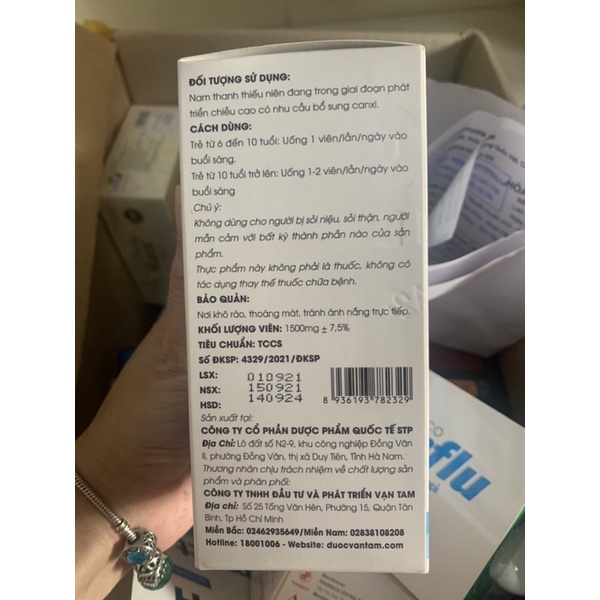 ĐỐI TƯỢNG SỬ DỤNG:
Nam thanh thiếu niên đang trong giai đoạn phát
triển chiều cao có nhu cầu bổ sung canxi.
CÁCH DÙNG:
Trẻ từ 6 đến 10 tuổi: Uống 1 viên/lần/ngày vào
buổi sáng.
Trẻ từ 10 tuổi trở lên: Uống 1-2 viên/lần/ngày vào
buổi sáng
Chú ý:
Không dùng cho người bị sỏi niệu, sỏi thận, người
mẫn cảm với bất kỳ thành phần nào của sản
phẩm.
Thực phẩm này không phải là thuốc, không có
tác dụng thay thế thuốc chữa bệnh.
BẢO QUẢN:
Nơi khô ráo, thoáng mát, tránh ánh nắng trực tiếp.
KHỐI LƯỢNG VIÊN: 1500mg ± 7,5%
TIÊU CHUẨN: TCCS
Số ĐKSP: 4329/2021/ĐKSP
LSX: 010921
NSX: 150921
HSD: 140924
8 936193 782329
Sản xuất tại:
CÔNG TY CỔ PHẦN DƯỢC PHẨM QUỐC TẾ STP
Địa Chỉ: Lô đất số N2-9, khu công nghiệp Đồng Văn
II, phường Đồng Văn, thị xã Duy Tiên, Tỉnh Hà Nam.
Thương nhân chịu trách nhiệm về chất lượng sản
phẩm và phân phối:
CÔNG TY TNHH ĐẦU TƯ VÀ PHÁT TRIỂN VẠN TAM
Địa chỉ: Số 25 Tống Văn Hên, Phường 15, Quận Tân
Bình, Tp Hồ Chí Minh
Miền Bắc: 02462935649/Miền Nam: 02838108208
Hotline: 18001006 - Website: duocvantam.com
flu